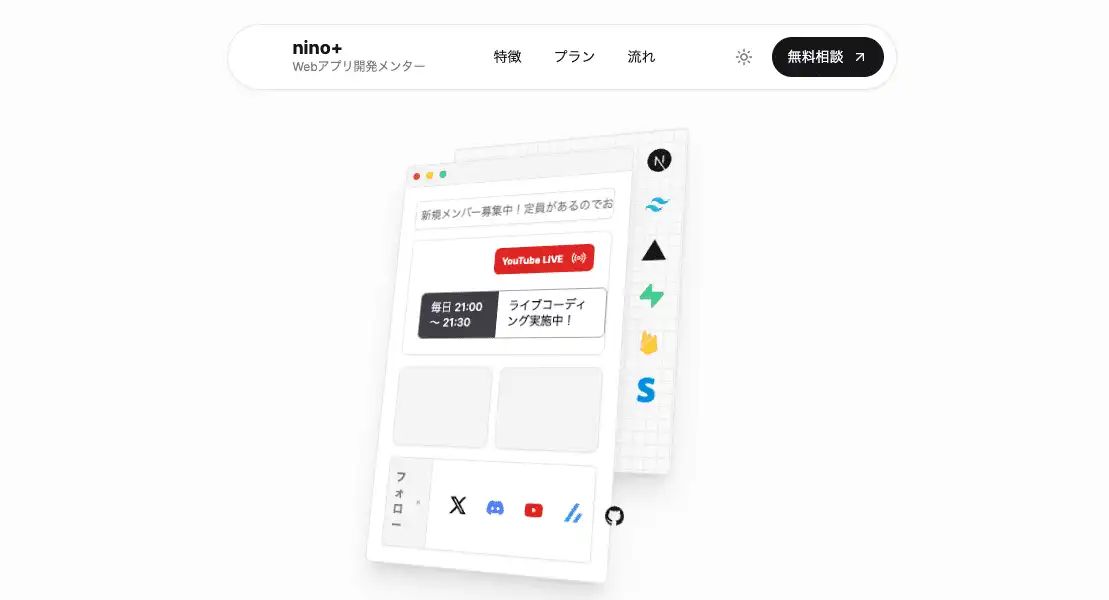 nino+
Webアプリ開発メンター
特徴
プラン
流れ
無料相談
新規メンバー募集中！定員があるのでお
YouTube LIVE
毎日 21:00
～ 21:30
ライブコーディ
ング実施中！
フォロー